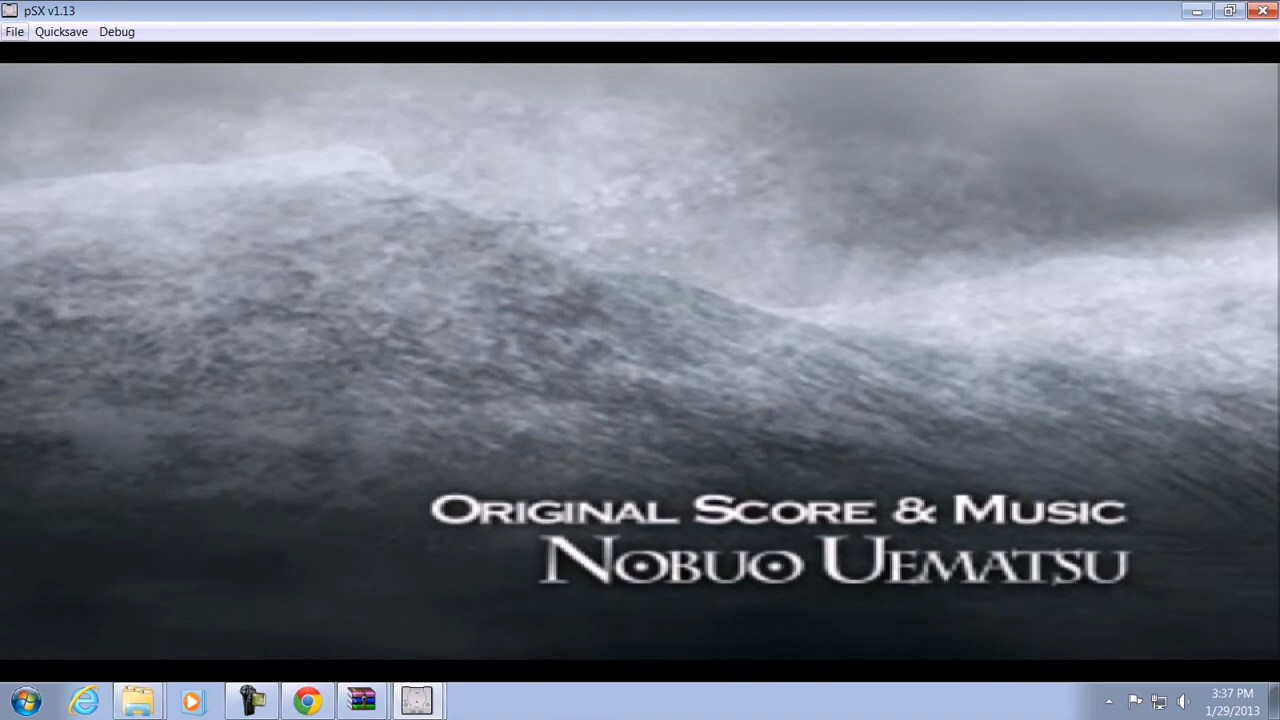 pSX v1.13
File Quicksave Debug
ORIGINAL SCORE & MUSIC
NOBUO UEMATSU
3:37 PM
1/29/2013